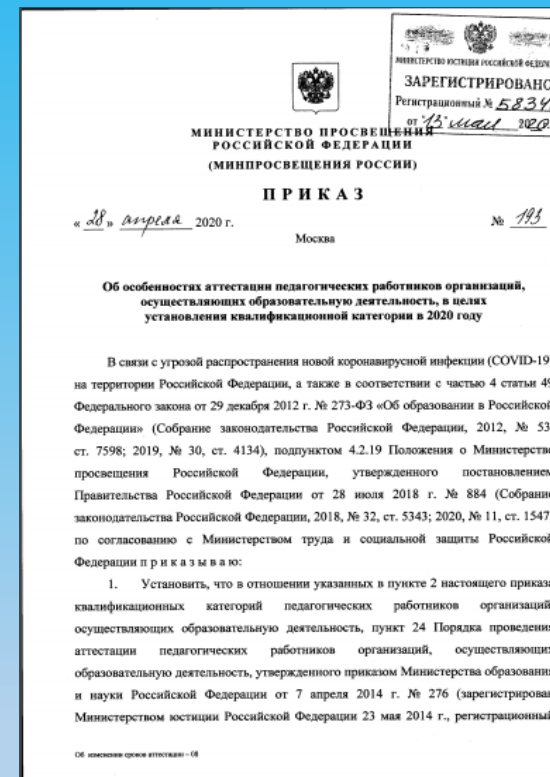 МИНИСТЕРСТВО ЮСТИЦИИ РОССИЙСКОЙ ФЕДЕРА
ЗАРЕГИСТРИРОВАНО
Регистрационный № 5834
от "13" мая 2020
МИНИСТЕРСТВО ПРОСВЕЩЕНИЯ
РОССИЙСКОЙ ФЕДЕРАЦИИ
(МИНПРОСВЕЩЕНИЯ РОССИИ)
ПРИКАЗ
« 28 » апреля 2020 г. № 193
Москва
Об особенностях аттестации педагогических работников организаций,
осуществляющих образовательную деятельность, в целях
установления квалификационной категории в 2020 году
В связи с угрозой распространения новой коронавирусной инфекции (COVID-19
на территории Российской Федерации, а также в соответствии с частью 4 статьи 49
Федерального закона от 29 декабря 2012 г. № 273-ФЗ «Об образовании в Российской
Федерации» (Собрание законодательства Российской Федерации, 2012, № 53
ст. 7598; 2019, № 30, ст. 4134), подпунктом 4.2.19 Положения о Министерстве
просвещения Российской Федерации, утвержденного постановлением
Правительства Российской Федерации от 28 июля 2018 г. № 884 (Собрание
законодательства Российской Федерации, 2018, № 32, ст. 5343; 2020, № 11, ст. 1547
по согласованию с Министерством труда и социальной защиты Российской
Федерации п р и к а з ы в а ю:
1. Установить, что в отношении указанных в пункте 2 настоящего приказа
квалификационных категорий педагогических работников организаций
осуществляющих образовательную деятельность, пункт 24 Порядка проведения
аттестации педагогических работников организаций, осуществляющих
образовательную деятельность, утвержденного приказом Министерства образования
и науки Российской Федерации от 7 апреля 2014 г. № 276 (зарегистрирован
Министерством юстиции Российской Федерации 23 мая 2014 г., регистрационный
Об изменении сроков аттестации – 08